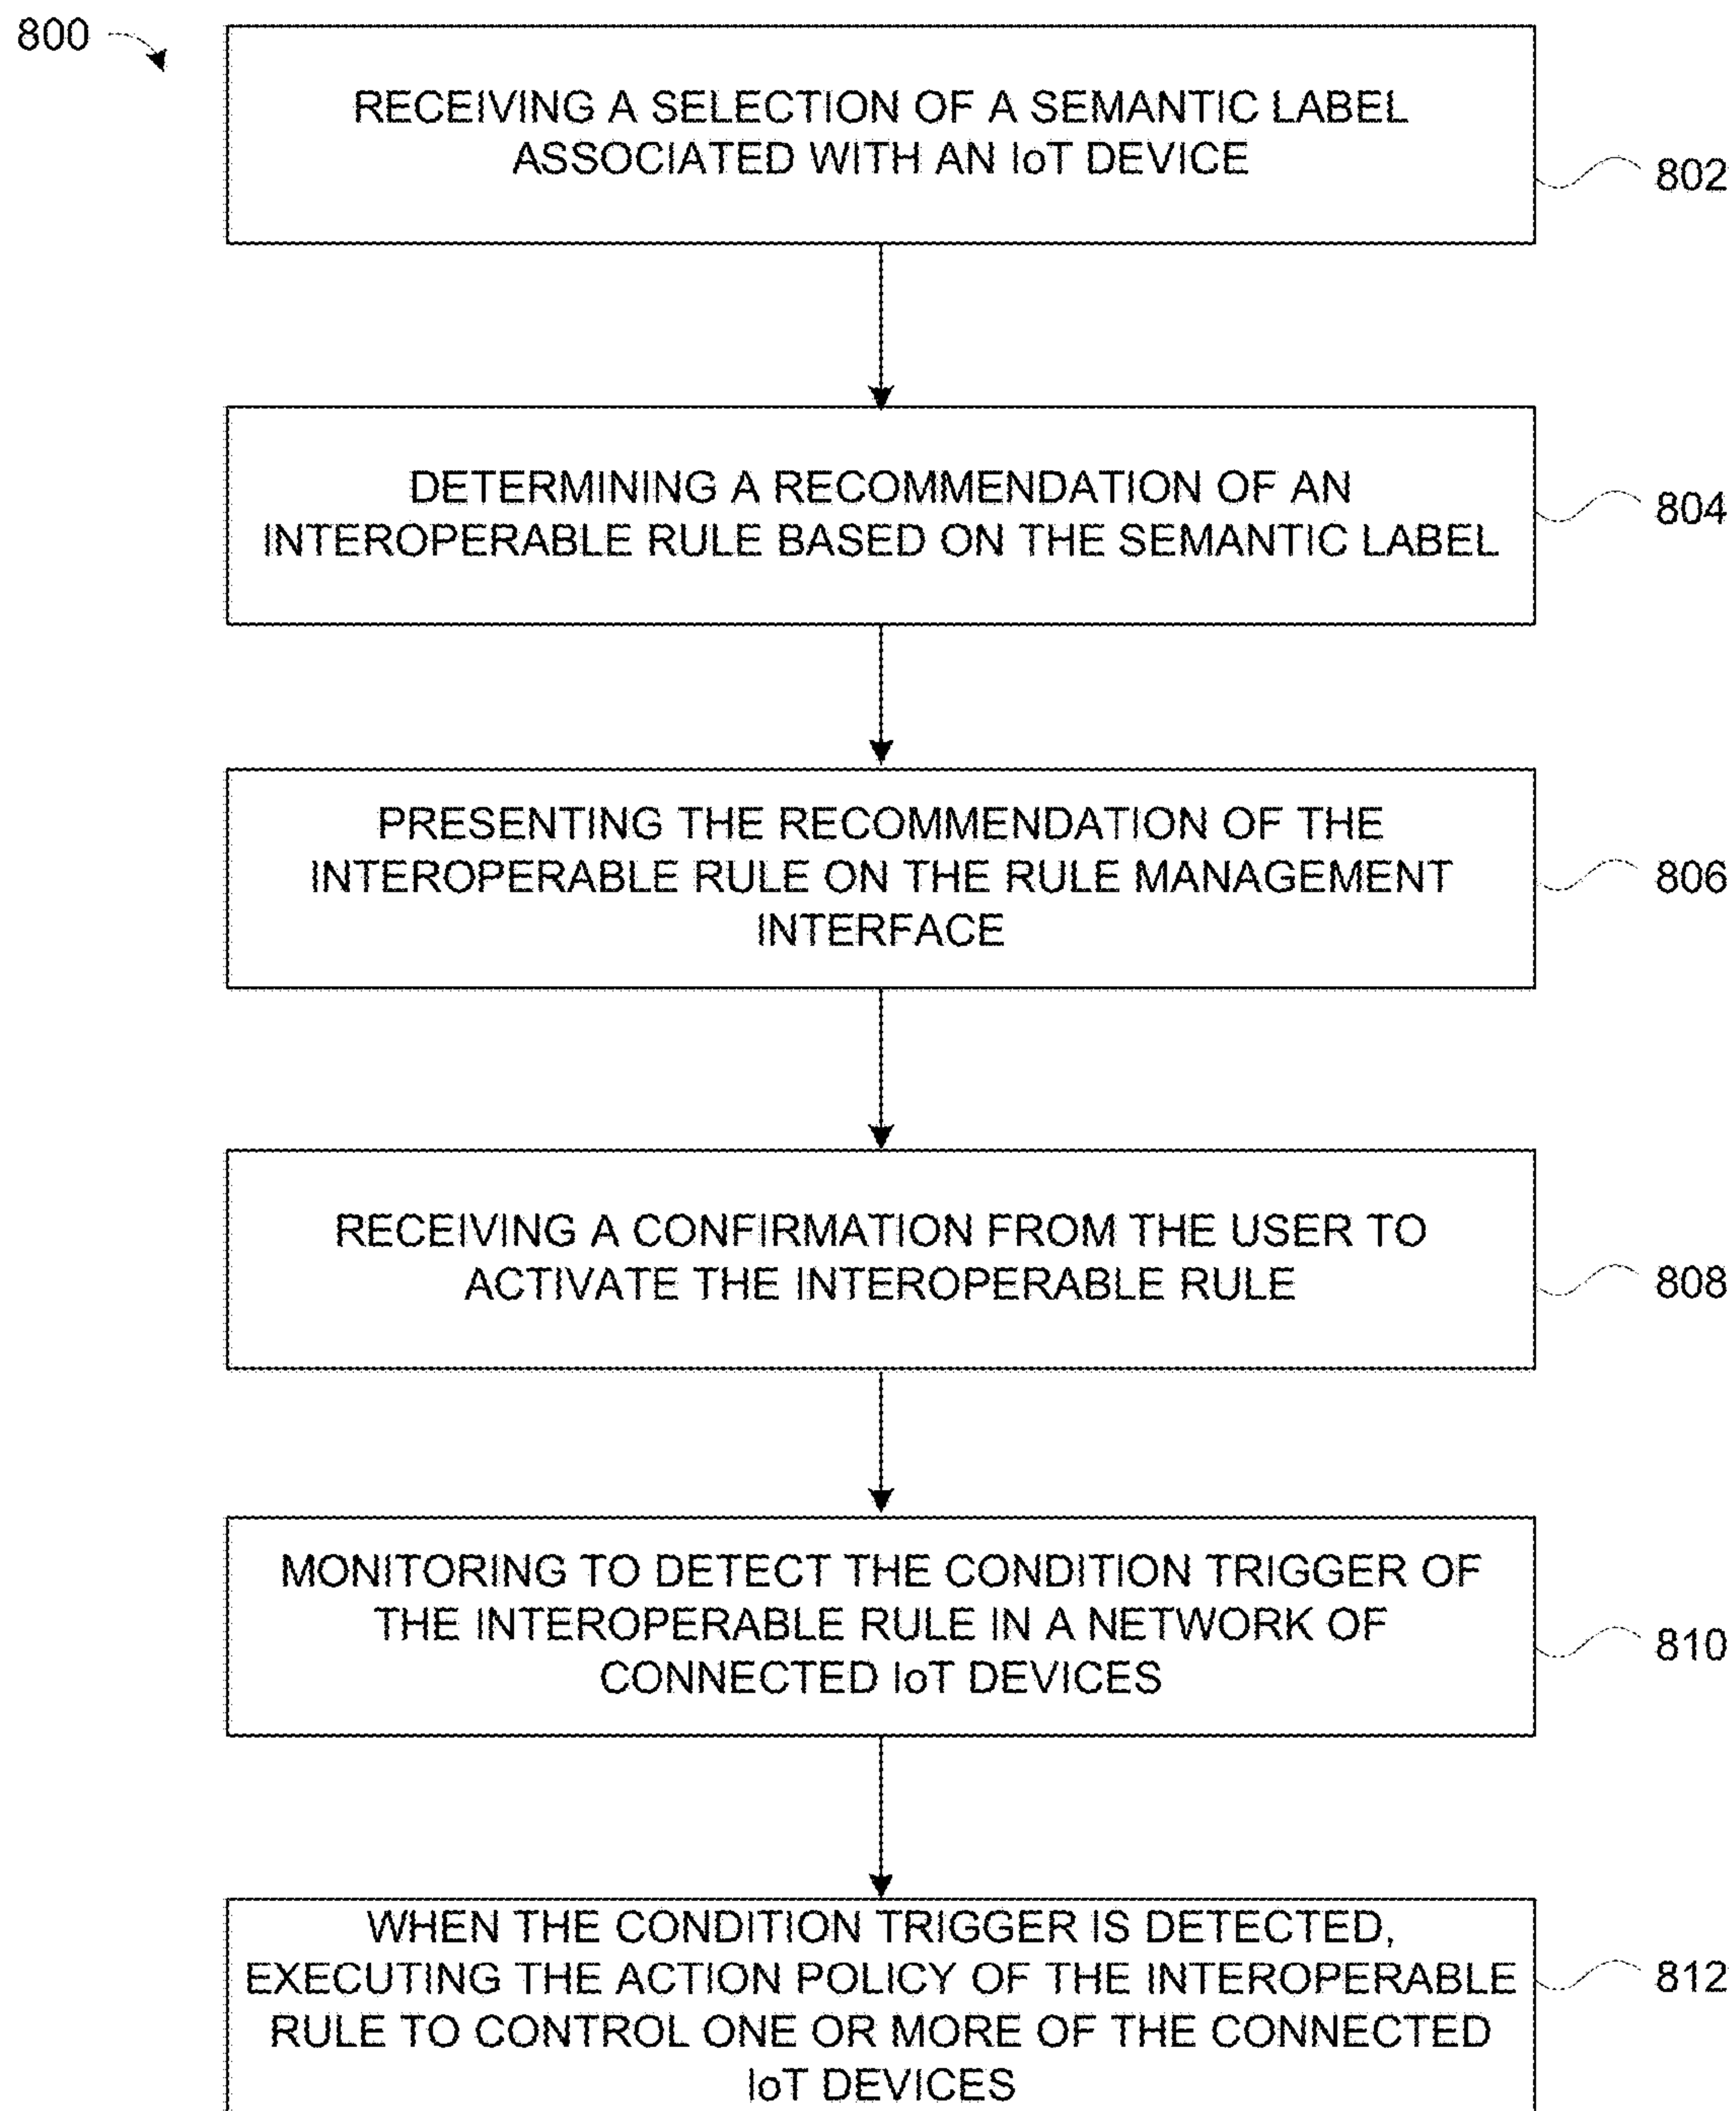 800
RECEIVING A SELECTION OF A SEMANTIC LABEL
ASSOCIATED WITH AN IoT DEVICE
802
DETERMINING A RECOMMENDATION OF AN
INTEROPERABLE RULE BASED ON THE SEMANTIC LABEL
804
PRESENTING THE RECOMMENDATION OF THE
INTEROPERABLE RULE ON THE RULE MANAGEMENT
INTERFACE
806
RECEIVING A CONFIRMATION FROM THE USER TO
ACTIVATE THE INTEROPERABLE RULE
808
MONITORING TO DETECT THE CONDITION TRIGGER OF
THE INTEROPERABLE RULE IN A NETWORK OF
CONNECTED IoT DEVICES
810
WHEN THE CONDITION TRIGGER IS DETECTED,
EXECUTING THE ACTION POLICY OF THE INTEROPERABLE
RULE TO CONTROL ONE OR MORE OF THE CONNECTED
IoT DEVICES
812